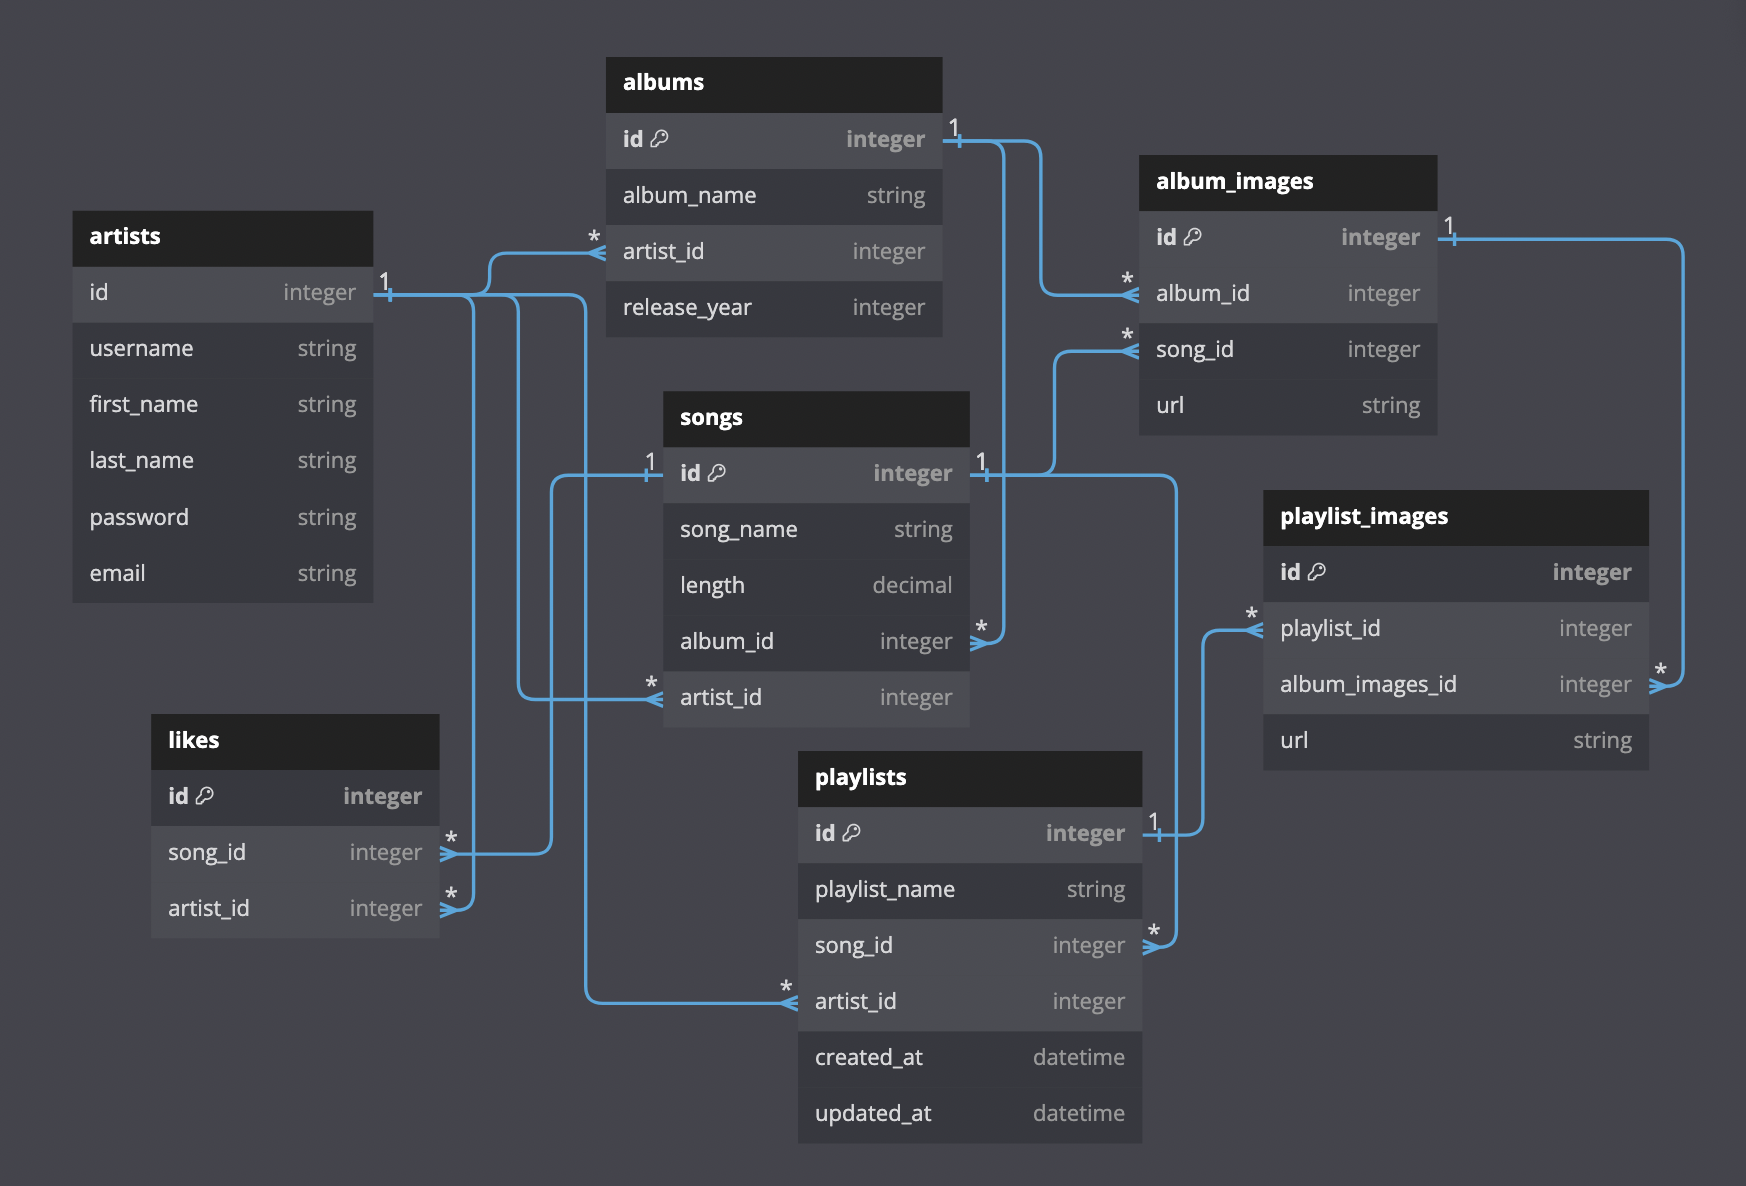 albums
id integer
album_name string
artist_id integer
release_year integer
1
*
album_images
id integer
album_id integer
song_id integer
url string
1
*
*
artists
id integer
username string
first_name string
last_name string
password string
email string
1
songs
id integer
song_name string
length decimal
album_id integer
artist_id integer
1
1
*
*
playlist_images
id integer
playlist_id integer
album_images_id integer
url string
*
*
likes
id integer
song_id integer
artist_id integer
*
*
playlists
id integer
playlist_name string
song_id integer
artist_id integer
created_at datetime
updated_at datetime
1
*
*